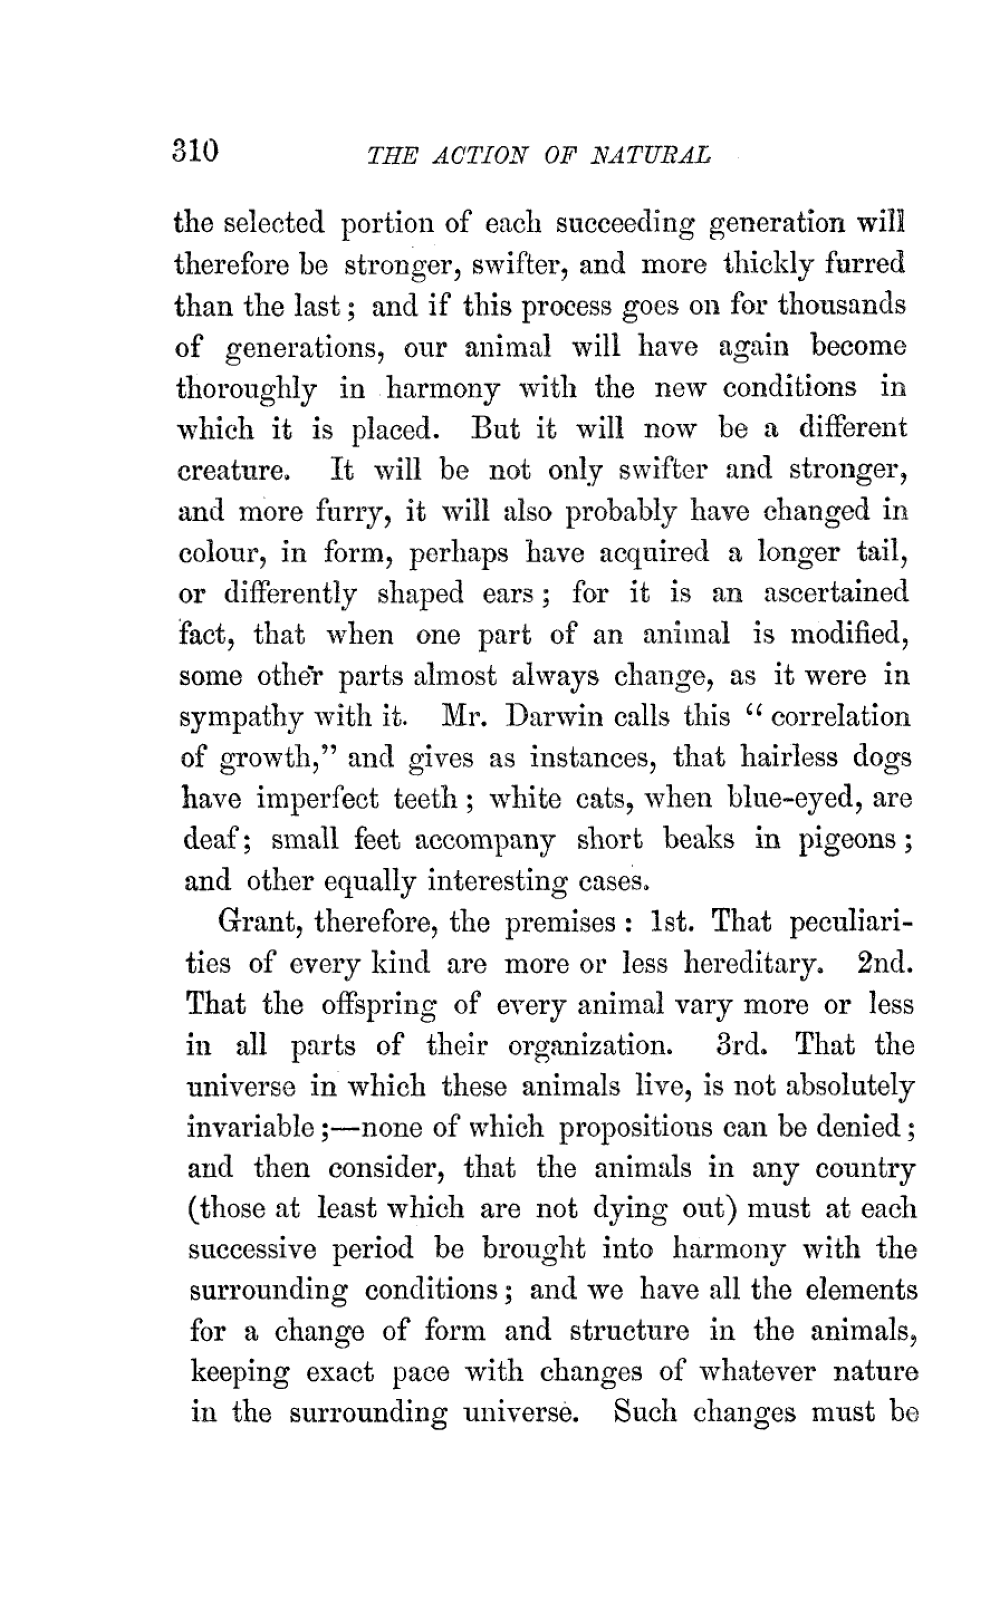 310 THE ACTION OF NATURAL
the selected portion of each succeeding generation will
therefore be stronger, swifter, and more thickly furred
than the last ; and if this process goes on for thousands
of generations, our animal will have again become
thoroughly in harmony with the new conditions in
which it is placed. But it will now be a different
creature. It will be not only swifter and stronger,
and more furry, it will also probably have changed in
colour, in form, perhaps have acquired a longer tail,
or differently shaped ears ; for it is an ascertained
fact, that when one part of an animal is modified,
some other parts almost always change, as it were in
sympathy with it. Mr. Darwin calls this “ correlation
of growth,” and gives as instances, that hairless dogs
have imperfect teeth ; white cats, when blue-eyed, are
deaf ; small feet accompany short beaks in pigeons ;
and other equally interesting cases.
Grant, therefore, the premises : 1st. That peculiari-
ties of every kind are more or less hereditary. 2nd.
That the offspring of every animal vary more or less
in all parts of their organization. 3rd. That the
universe in which these animals live, is not absolutely
invariable ;—none of which propositions can be denied ;
and then consider, that the animals in any country
(those at least which are not dying out) must at each
successive period be brought into harmony with the
surrounding conditions ; and we have all the elements
for a change of form and structure in the animals,
keeping exact pace with changes of whatever nature
in the surrounding universe. Such changes must be